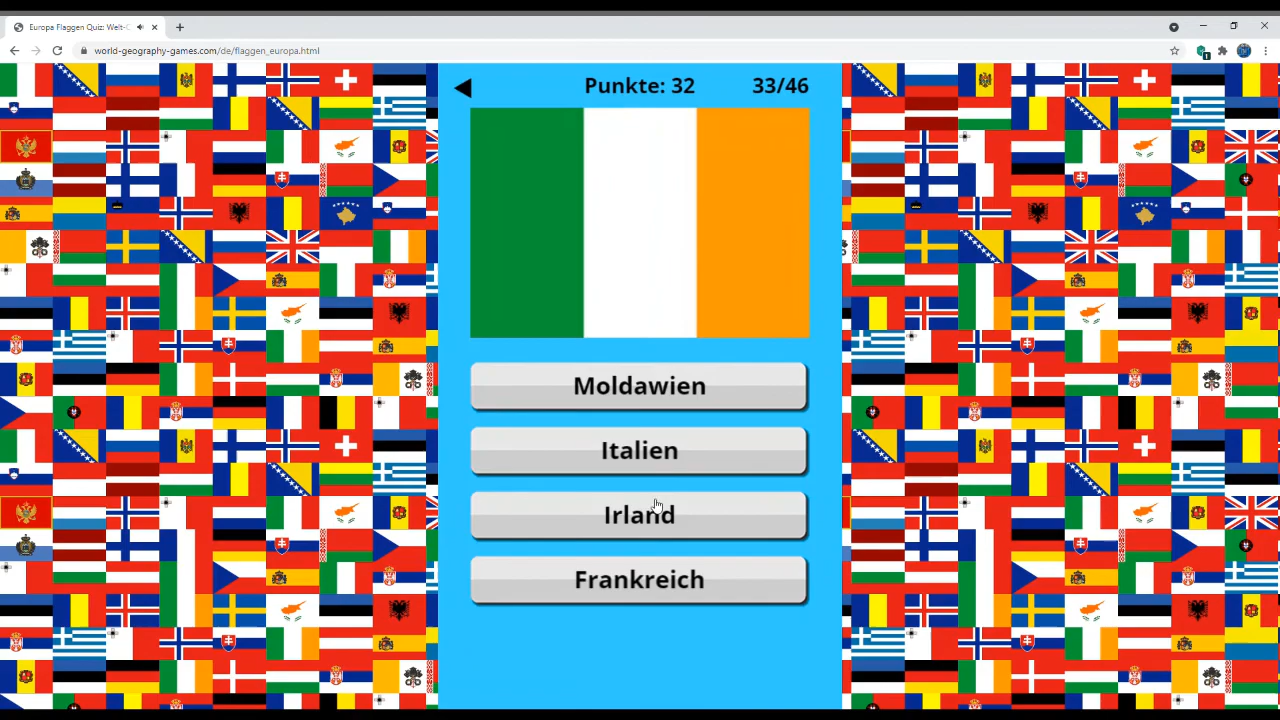 Europa Flaggen Quiz: Welt-
world-geography-games.com/de/flaggen_europa.html
Punkte: 32
33/46
Moldawien
Italien
Irland
Frankreich